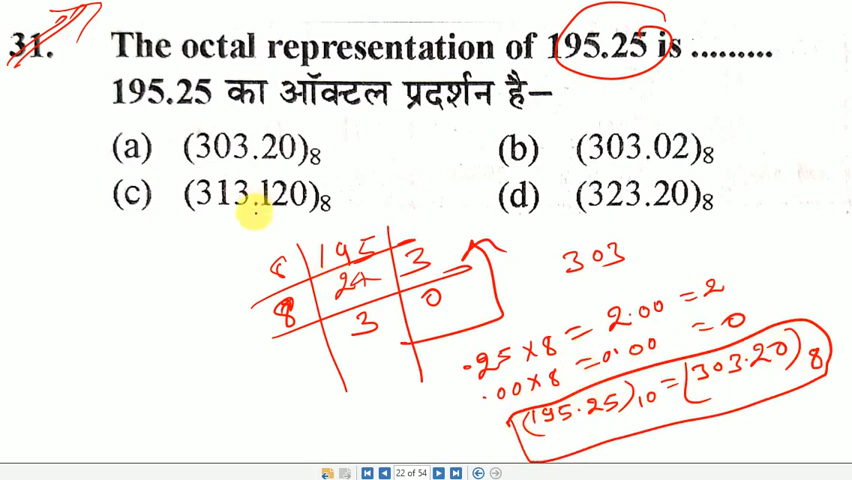 31. The octal representation of 195.25 is .........
195.25 का ऑक्टल प्रदर्शन है–
(a) (303.20)₈ (b) (303.02)₈
(c) (313.120)₈ (d) (323.20)₈
8 195 3
8 24 0
3
303
.25×8 = 2.00 = 2
.00×8 = 0.00 = 0
(195.25)₁₀ = (303.20)₈
22 of 54